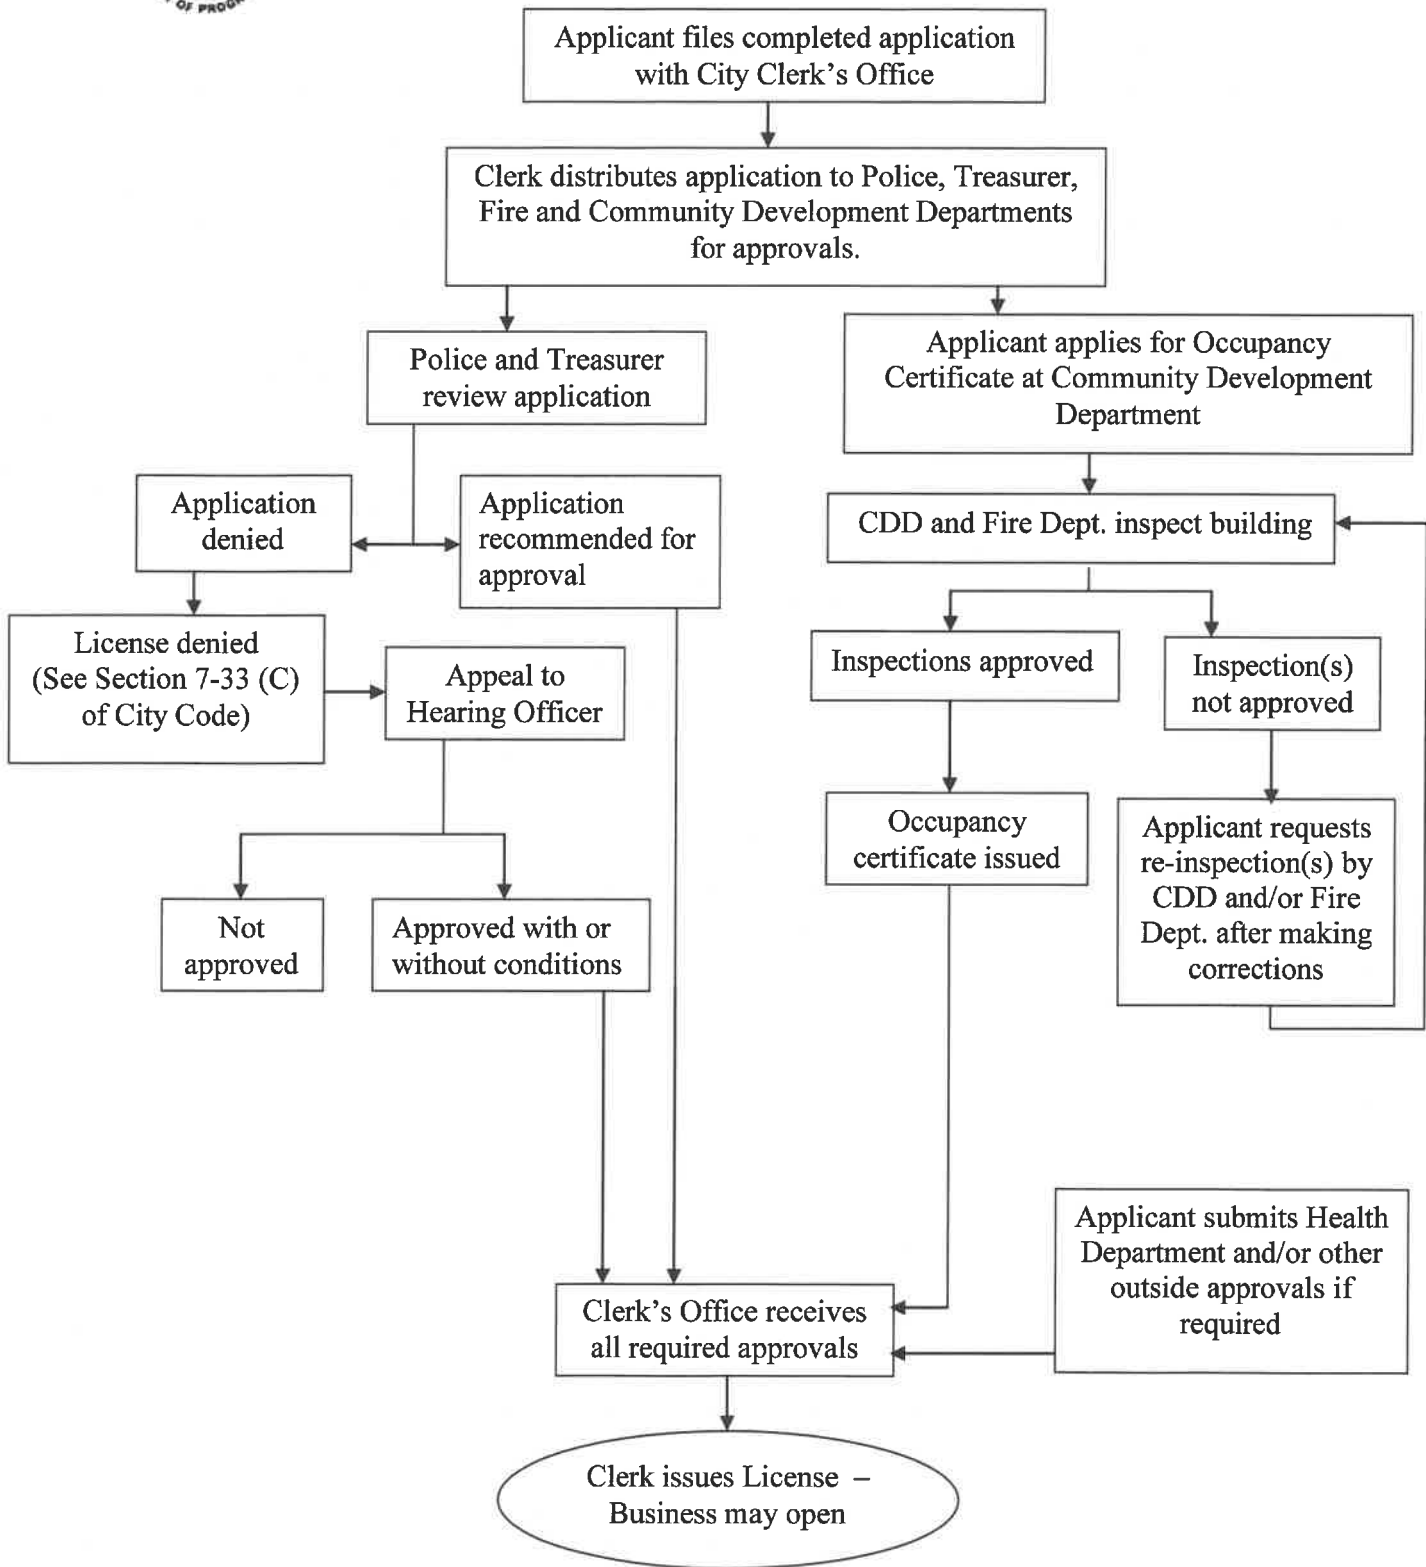 OF PROG
Applicant files completed application
with City Clerk's Office
Clerk distributes application to Police, Treasurer,
Fire and Community Development Departments
for approvals.
Police and Treasurer
review application
Applicant applies for Occupancy
Certificate at Community Development
Department
Application
denied
Application
recommended for
approval
CDD and Fire Dept. inspect building
License denied
(See Section 7-33 (C)
of City Code)
Appeal to
Hearing Officer
Inspections approved
Inspection(s)
not approved
Occupancy
certificate issued
Applicant requests
re-inspection(s) by
CDD and/or Fire
Dept. after making
corrections
Not
approved
Approved with or
without conditions
Applicant submits Health
Department and/or other
outside approvals if
required
Clerk's Office receives
all required approvals
Clerk issues License –
Business may open